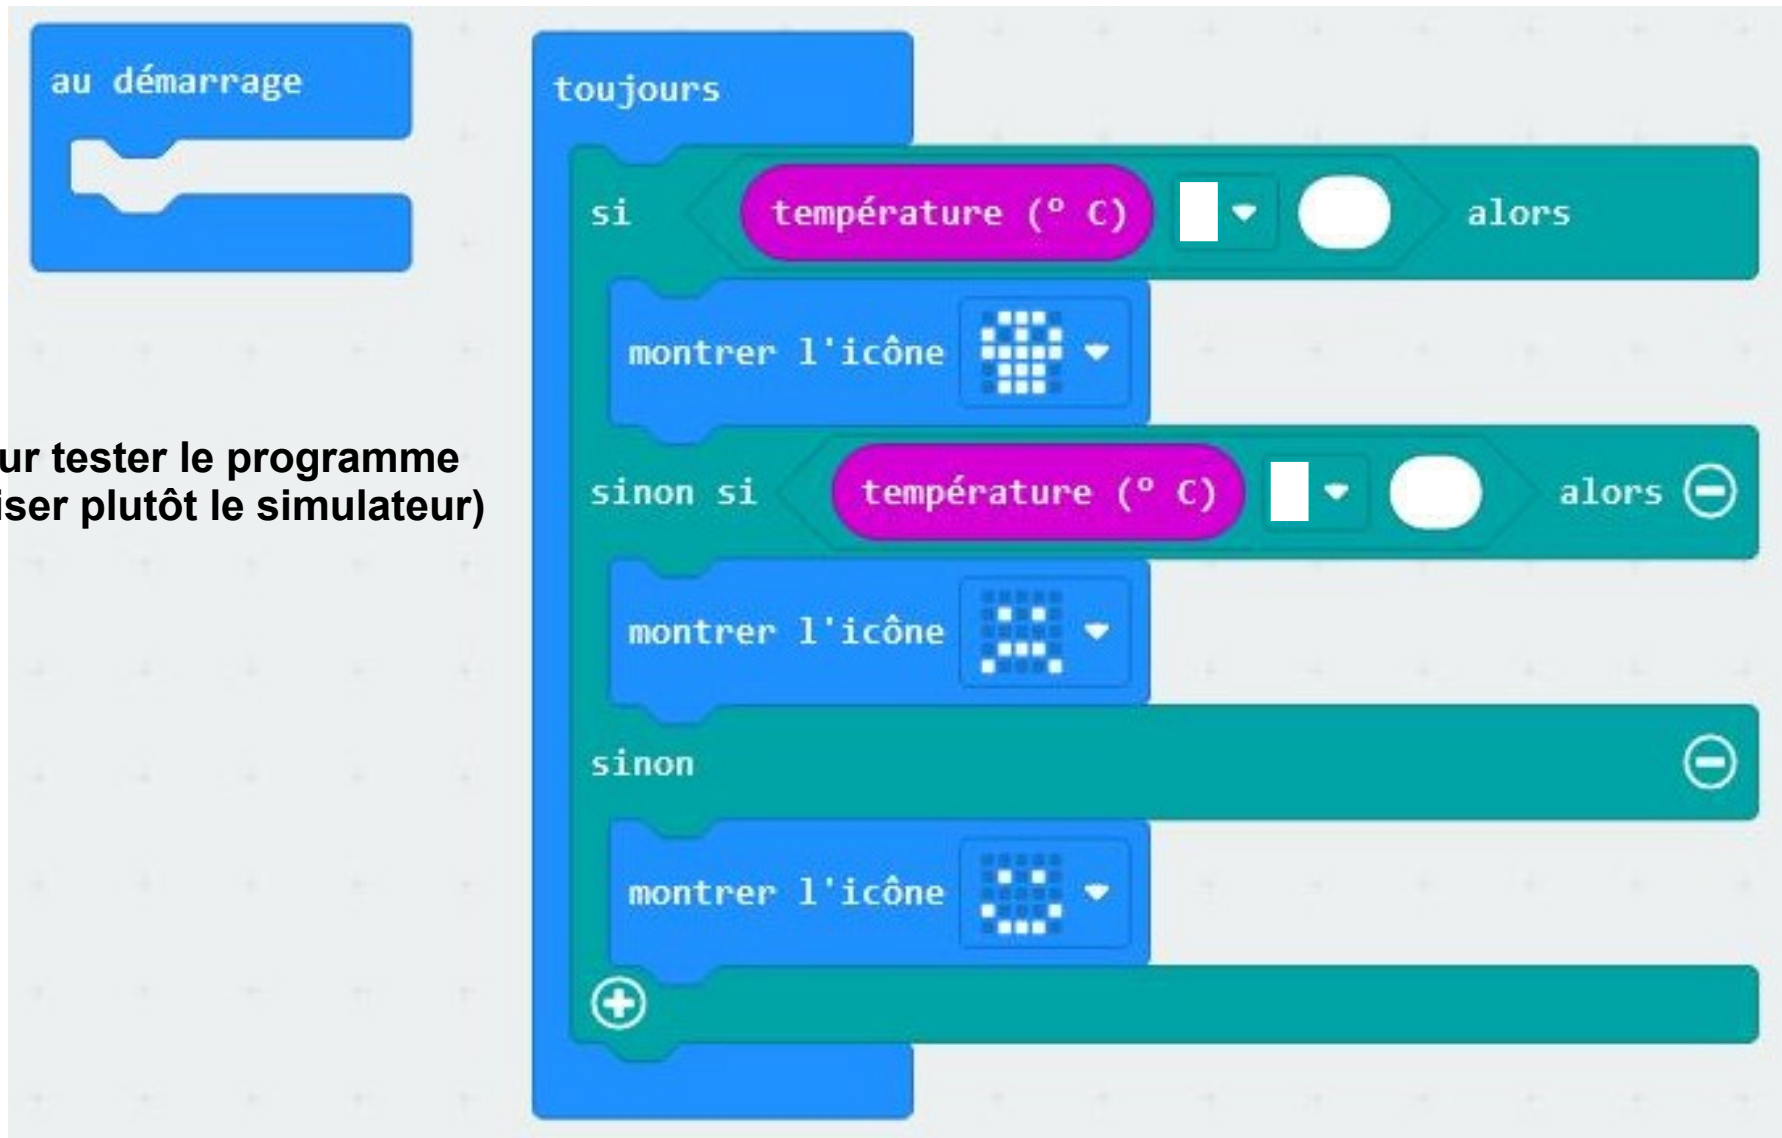 au démarrage
toujours
si température (° C) alors
montrer l'icône
ur tester le programme
iser plutôt le simulateur)
sinon si température (° C) alors
montrer l'icône
sinon
montrer l'icône